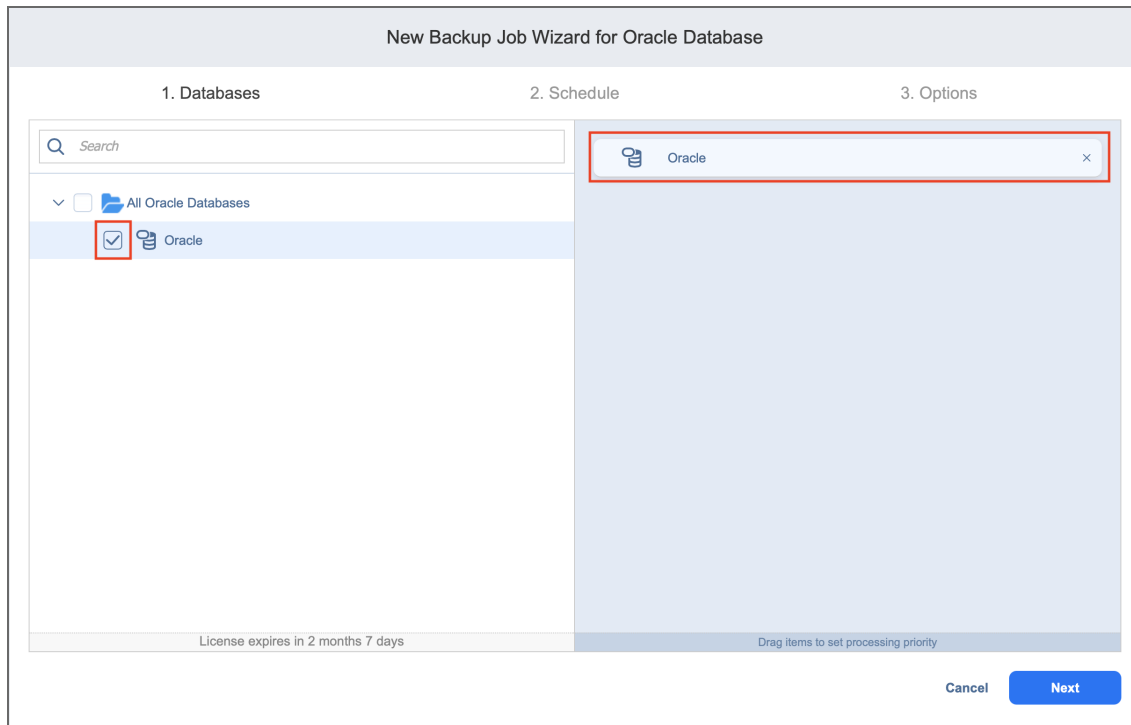 New Backup Job Wizard for Oracle Database
1. Databases
2. Schedule
3. Options
Search
All Oracle Databases
Oracle
License expires in 2 months 7 days
Oracle
Drag items to set processing priority
Cancel
Next